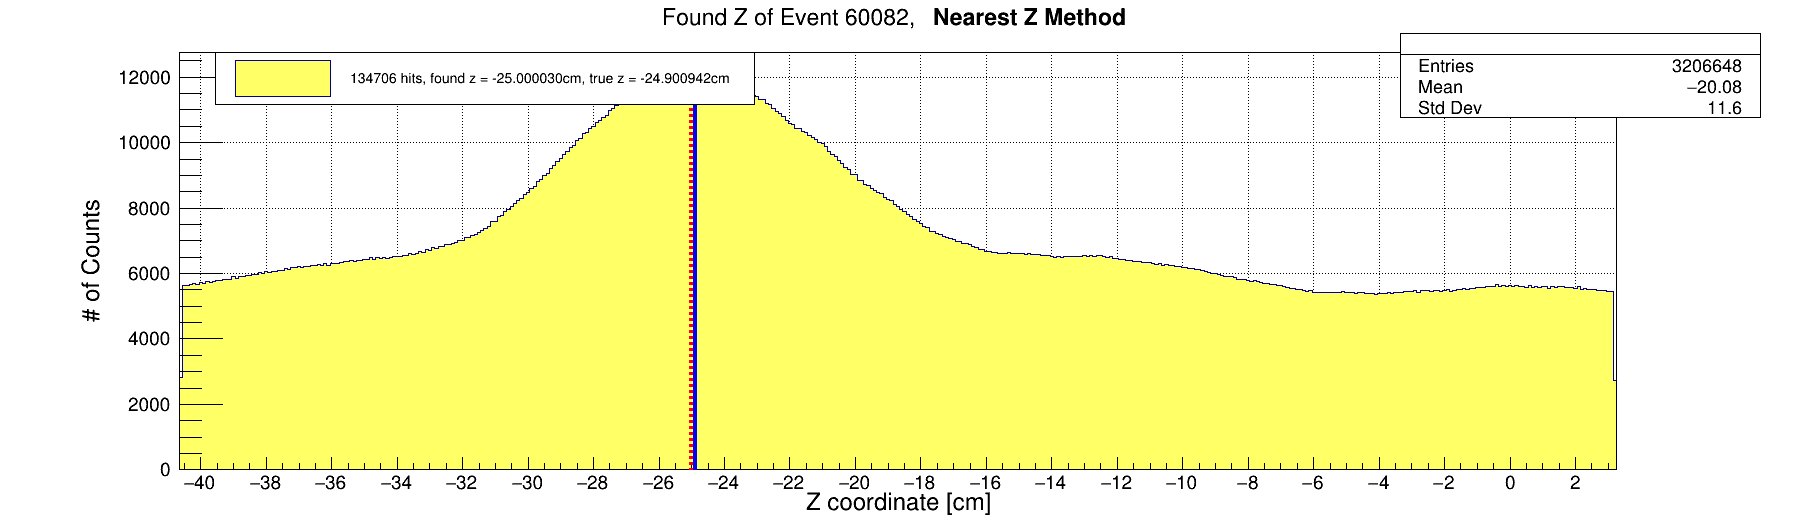 Found Z of Event 60082, Nearest Z Method
134706 hits, found z = -25.000030cm, true z = -24.900942cm
Entries 3206648
Mean −20.08
Std Dev 11.6
# of Counts
12000
10000
8000
6000
4000
2000
0
−40 −38 −36 −34 −32 −30 −28 −26 −24 −22 −20 −18 −16 −14 −12 −10 −8 −6 −4 −2 0 2
Z coordinate [cm]